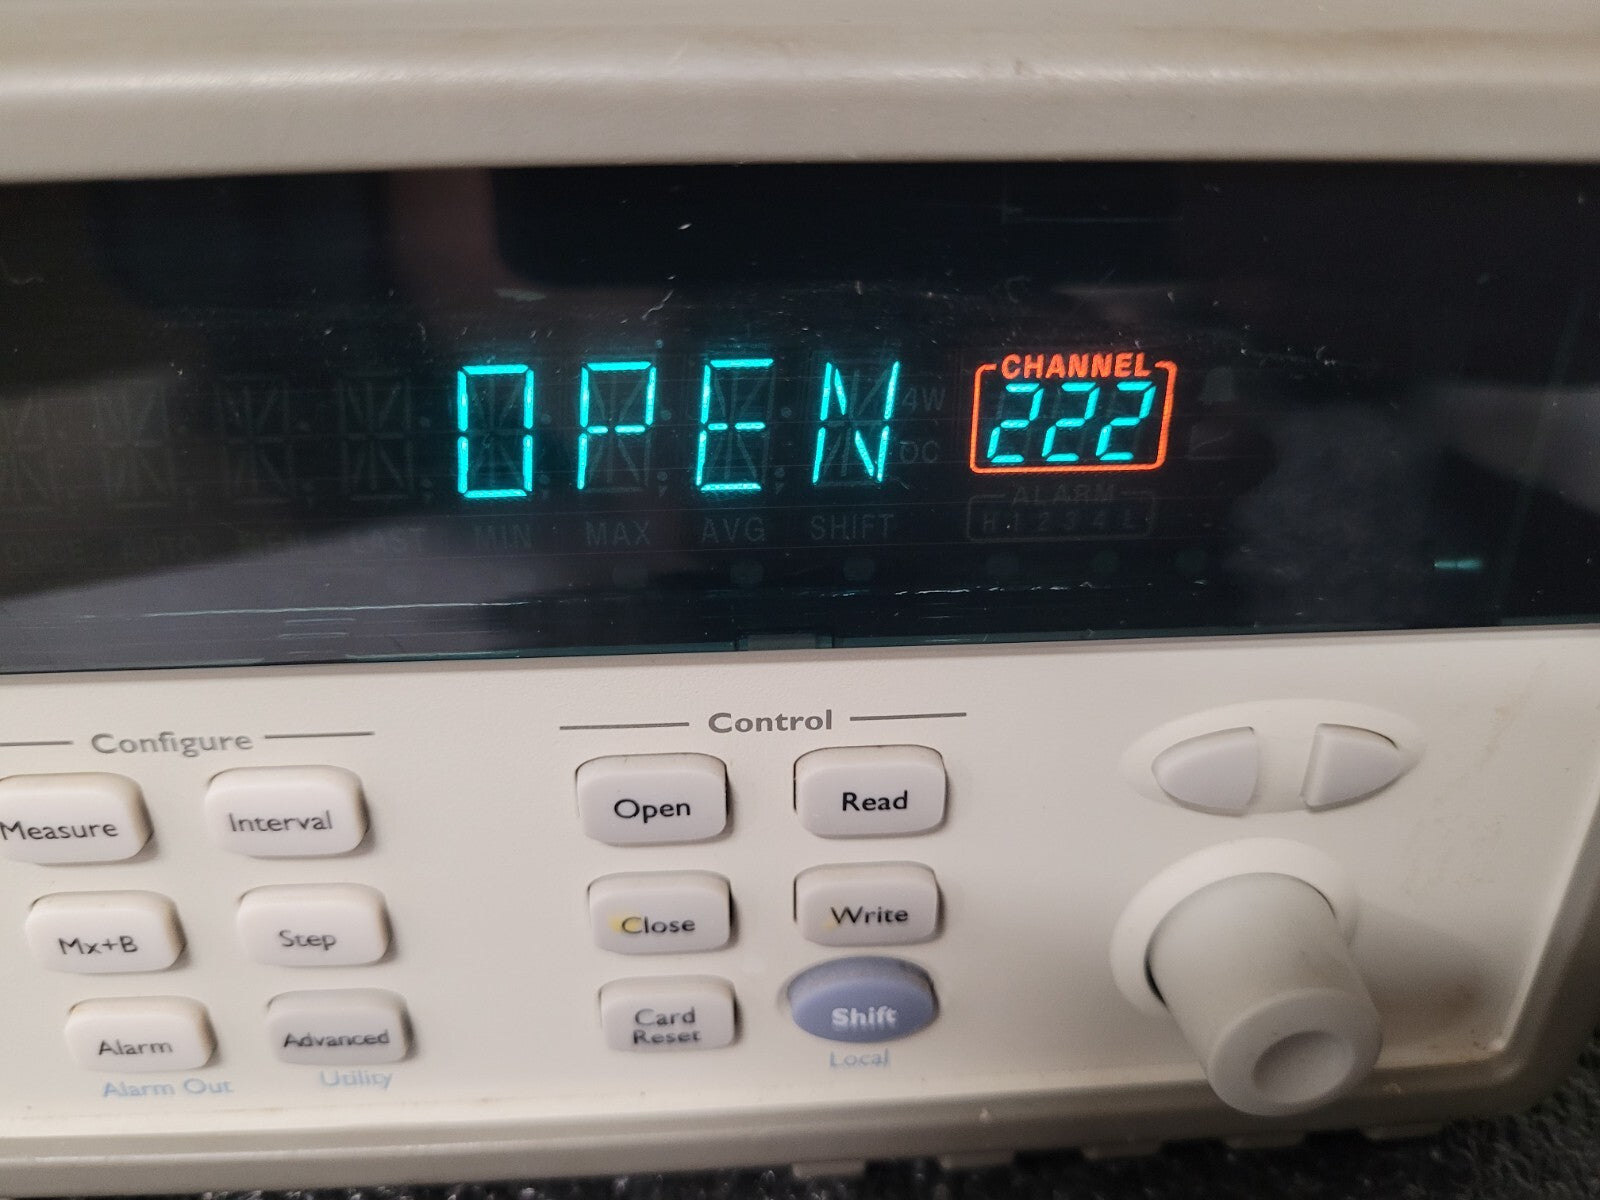 OPEN
CHANNEL
222
4W
DC
ALARM
H 1 2 3 4 L
MIN MAX AVG SHIFT
Configure
Control
Measure
Interval
Open
Read
Mx+B
Step
Close
Write
Alarm
Advanced
Card
Reset
Shift
Alarm Out
Utility
Local